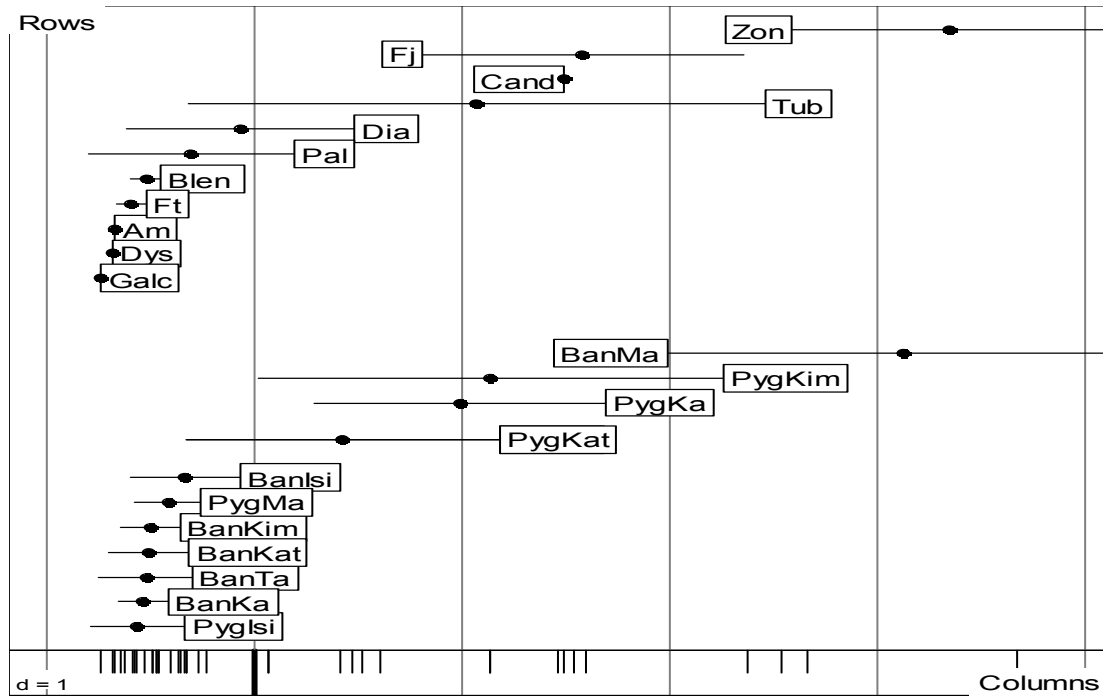 Rows
Zon
Fj
Cand
Tub
Dia
Pal
Blen
Ft
Am
Dys
Galc
BanMa
PygKim
PygKa
PygKat
BanIsi
PygMa
BanKim
BanKat
BanTa
BanKa
PygIsi
d = 1
Columns